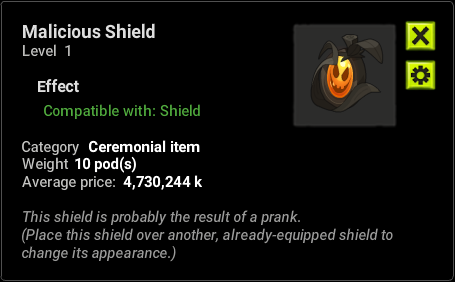 Malicious Shield
Level 1
Effect
Compatible with: Shield
Category Ceremonial item
Weight 10 pod(s)
Average price: 4,730,244 k
This shield is probably the result of a prank.
(Place this shield over another, already-equipped shield to
change its appearance.)